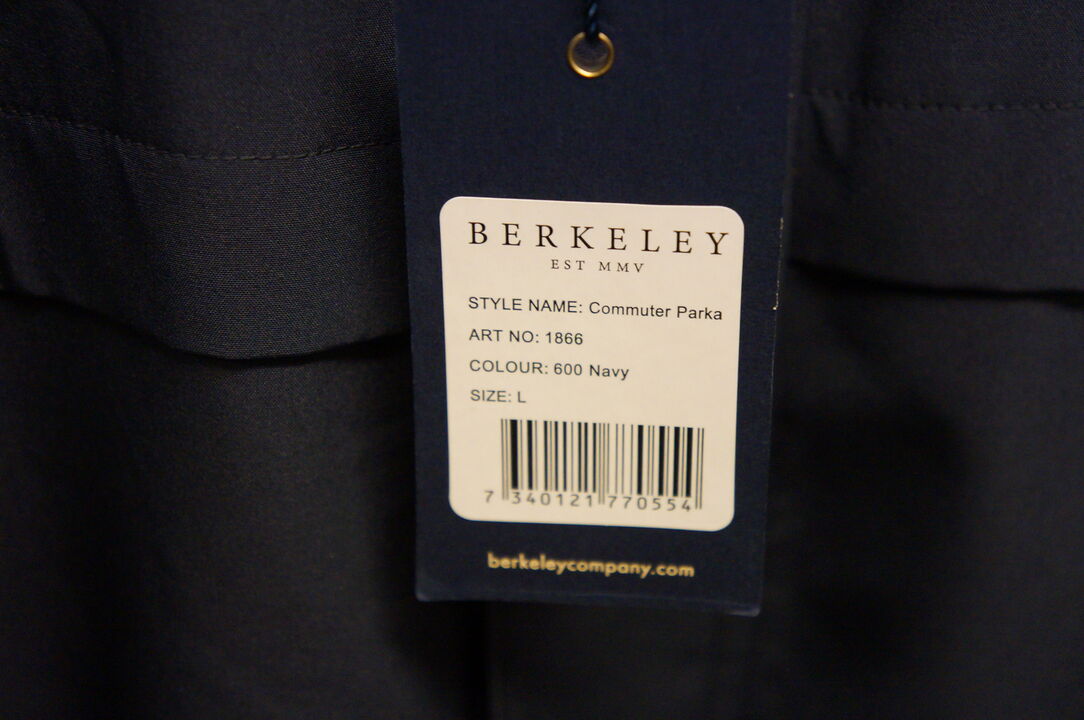 BERKELEY
EST MMV
STYLE NAME: Commuter Parka
ART NO: 1866
COLOUR: 600 Navy
SIZE: L
7 340121 770554
berkeleycompany.com